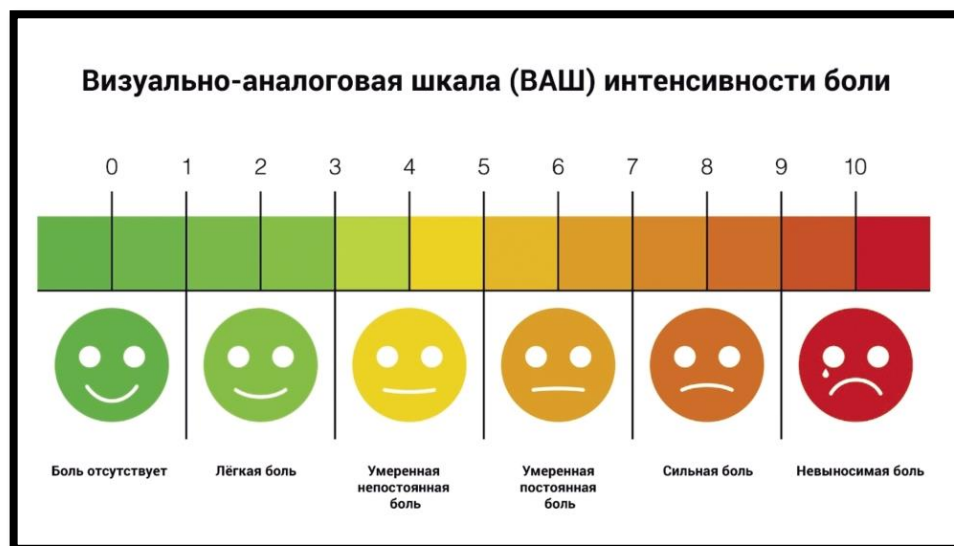 Визуально-аналоговая шкала (ВАШ) интенсивности боли
0 1 2 3 4 5 6 7 8 9 10
Боль отсутствует
Лёгкая боль
Умеренная
непостоянная
боль
Умеренная
постоянная
боль
Сильная боль
Невыносимая боль